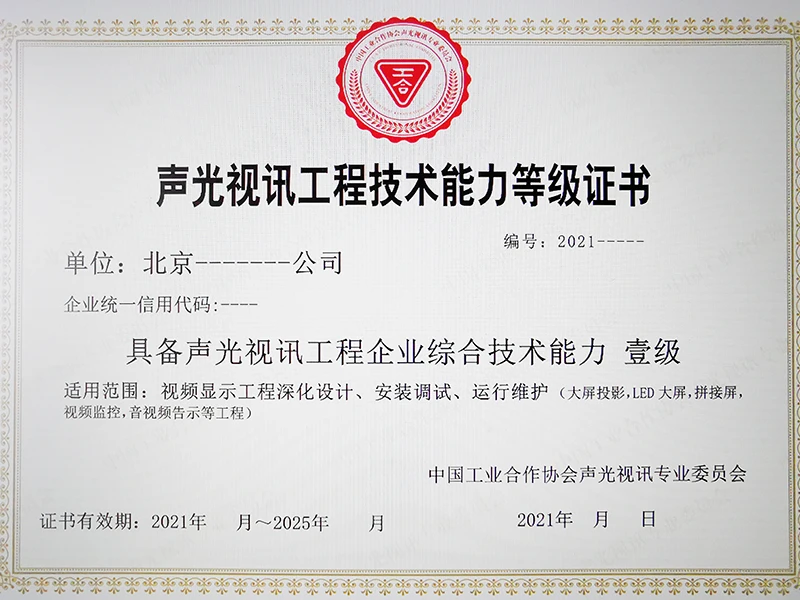 中国工业合作协会声光视讯专业委员会
工合
声光视讯工程技术能力等级证书
编号：2021-----
单位：北京-------公司
企业统一信用代码:----
具备声光视讯工程企业综合技术能力 壹级
适用范围：视频显示工程深化设计、安装调试、运行维护（大屏投影,LED大屏,拼接屏,
视频监控,音视频告示等工程）
中国工业合作协会声光视讯专业委员会
证书有效期：2021年 月～2025年 月
2021年 月 日